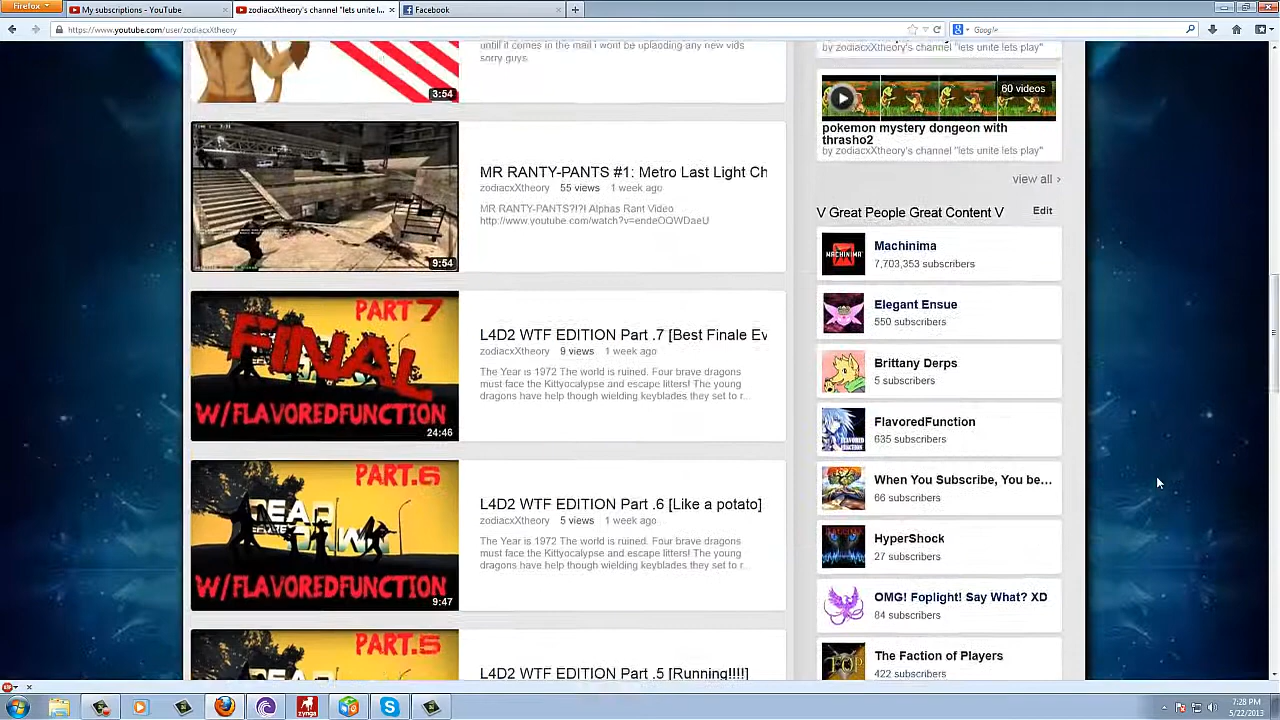 Firefox
My subscriptions - YouTube
zodiacxXtheory's channel "lets unite l...
Facebook
https://www.youtube.com/user/zodiacxXtheory
Google
until it comes in the mail i wont be uploading any new vids
sorry guys.
3:54
MR RANTY-PANTS #1: Metro Last Light Ch
zodiacxXtheory 55 views 1 week ago
MR RANTY-PANTS?!?! Alphas Rant Video
http://www.youtube.com/watch?v=endeOQWDaeU
9:54
PART 7
FINAL
W/FLAVOREDFUNCTION
24:46
L4D2 WTF EDITION Part .7 [Best Finale Ev
zodiacxXtheory 9 views 1 week ago
The Year is 1972 The world is ruined. Four brave dragons
must face the Kittyocalypse and escape litters! The young
dragons have help though wielding keyblades they set to r...
PART.6
DEAD
W/FLAVOREDFUNCTION
9:47
L4D2 WTF EDITION Part .6 [Like a potato]
zodiacxXtheory 5 views 1 week ago
The Year is 1972 The world is ruined. Four brave dragons
must face the Kittyocalypse and escape litters! The young
dragons have help though wielding keyblades they set to r...
PART.5
L4D2 WTF EDITION Part .5 [Running!!!!]
by zodiacxXtheory's channel "lets unite lets play"
60 videos
pokemon mystery dongeon with
thrasho2
by zodiacxXtheory's channel "lets unite lets play"
view all ›
V Great People Great Content V
Edit
MACHINIMA
Machinima
7,703,353 subscribers
Elegant Ensue
550 subscribers
Brittany Derps
5 subscribers
FlavoredFunction
635 subscribers
When You Subscribe, You be...
66 subscribers
HyperShock
27 subscribers
OMG! Foplight! Say What? XD
84 subscribers
The Faction of Players
422 subscribers
zynga
7:28 PM
5/22/2013